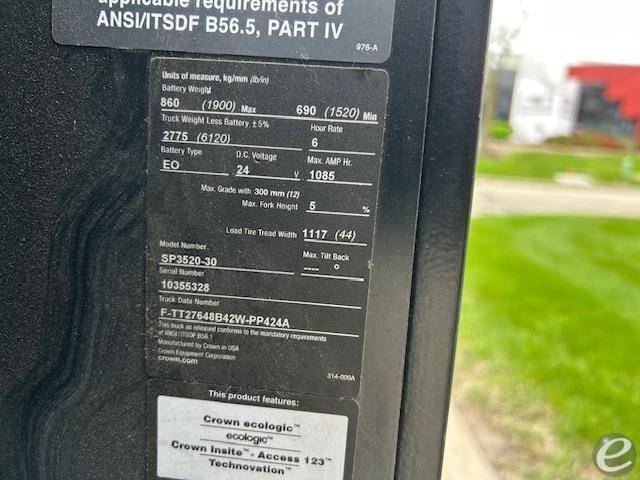 applicable requirements of
ANSI/ITSDF B56.5, PART IV
976-A
Units of measure, kg/mm (lb/in)
Battery Weight
860 (1900) Max 690 (1520) Min
Truck Weight Less Battery ± 5% Hour Rate
2775 (6120) 6
Battery Type D.C. Voltage Max. AMP Hr.
EO 24 V 1085
Max. Grade with 300 mm (12)
Max. Fork Height 5 %
Load Tire Tread Width 1117 (44)
Model Number Max. Tilt Back
SP3520-30 ---- °
Serial Number
10355328
Truck Data Number
F-TT27648B42W-PP424A
This truck as released conforms to the mandatory requirements
of ANSI/ITSDF B56.1
Manufactured by Crown in USA
Crown Equipment Corporation
crown.com
314-000A
This product features:
Crown ecologic™
ecologic™
Crown Insite™ - Access 123™
Technovation™
e